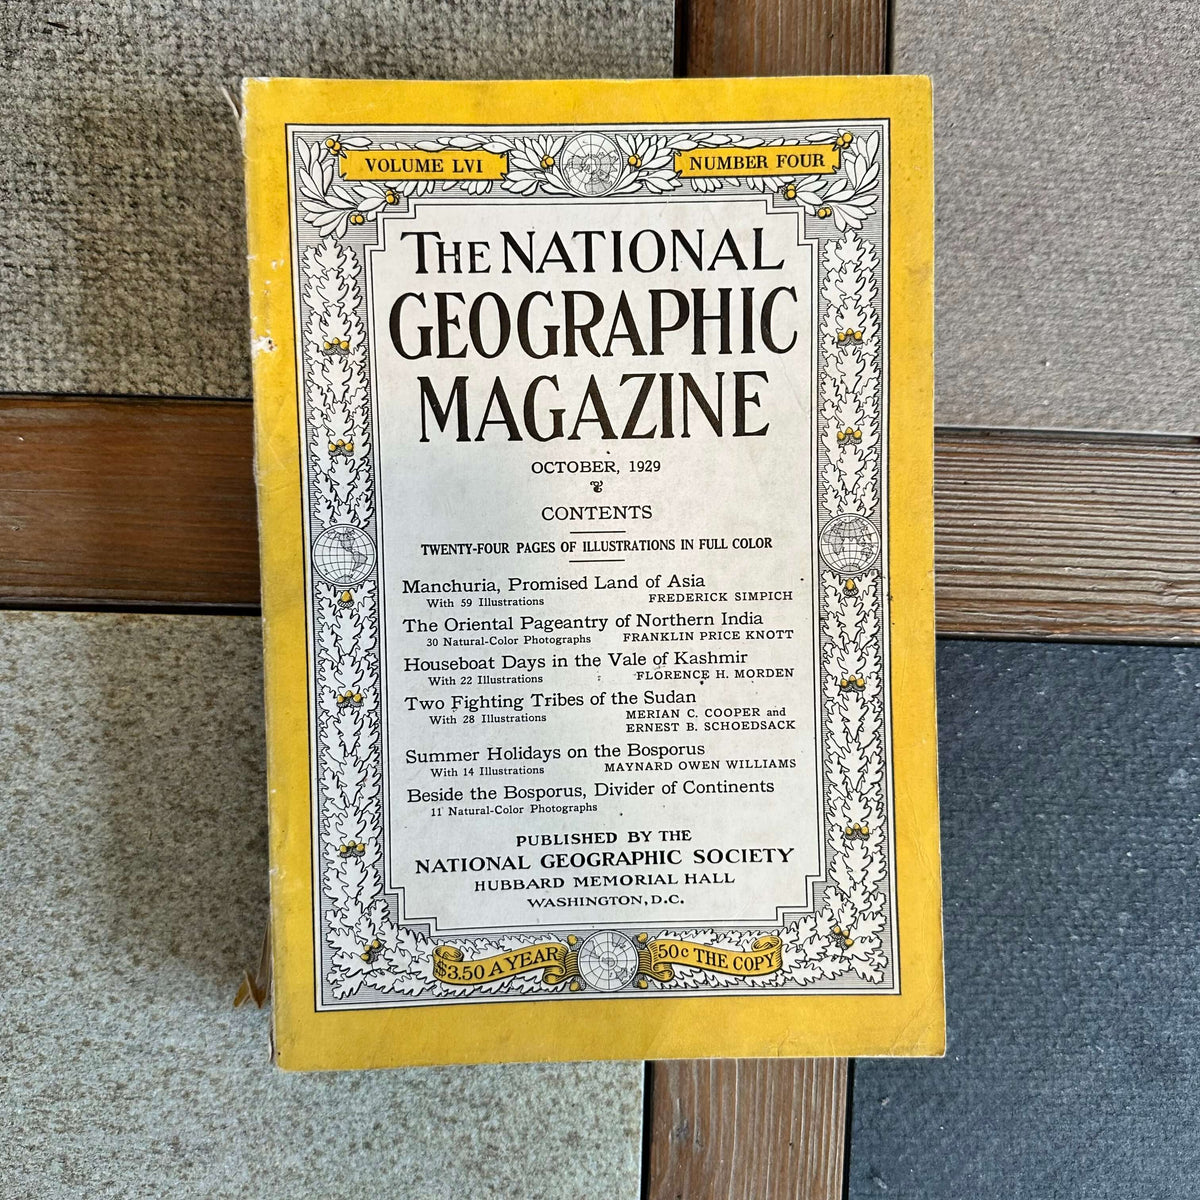 VOLUME LVI
NUMBER FOUR
THE NATIONAL
GEOGRAPHIC
MAGAZINE
OCTOBER, 1929
CONTENTS
TWENTY-FOUR PAGES OF ILLUSTRATIONS IN FULL COLOR
Manchuria, Promised Land of Asia
With 59 Illustrations FREDERICK SIMPICH
The Oriental Pageantry of Northern India
30 Natural-Color Photographs FRANKLIN PRICE KNOTT
Houseboat Days in the Vale of Kashmir
With 22 Illustrations FLORENCE H. MORDEN
Two Fighting Tribes of the Sudan
With 28 Illustrations MERIAN C. COOPER and
ERNEST B. SCHOEDSACK
Summer Holidays on the Bosporus
With 14 Illustrations MAYNARD OWEN WILLIAMS
Beside the Bosporus, Divider of Continents
11 Natural-Color Photographs
PUBLISHED BY THE
NATIONAL GEOGRAPHIC SOCIETY
HUBBARD MEMORIAL HALL
WASHINGTON, D.C.
$3.50 A YEAR
50c THE COPY